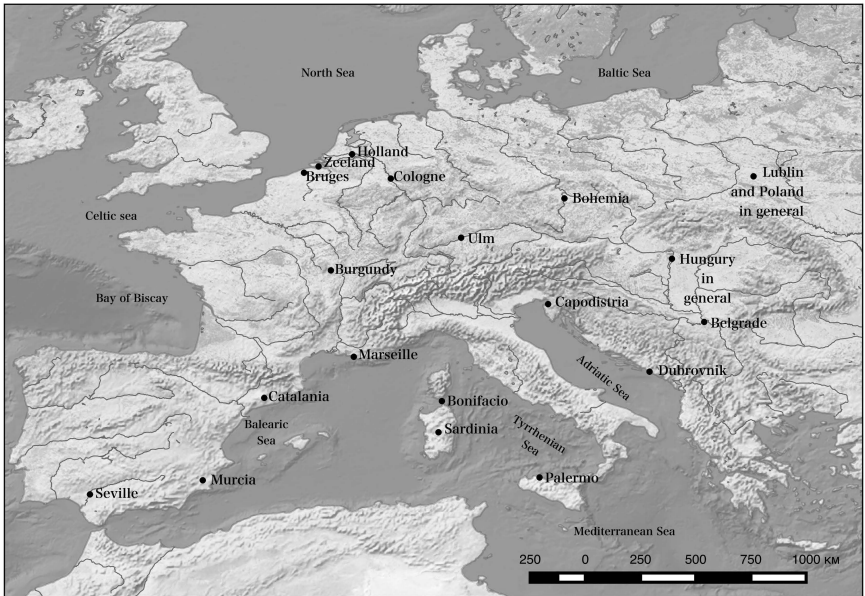 North Sea
Baltic Sea
Holland
Zeeland
Bruges
Cologne
Lublin
and Poland
in general
Bohemia
Celtic sea
Ulm
Hungury
in
general
Burgundy
Bay of Biscay
Capodistria
Belgrade
Marseille
Dubrovnik
Adriatic Sea
Catalania
Bonifacio
Balearic
Sea
Sardinia
Tyrrhenian
Sea
Murcia
Palermo
Seville
Mediterranean Sea
250 0 250 500 750 1000 км